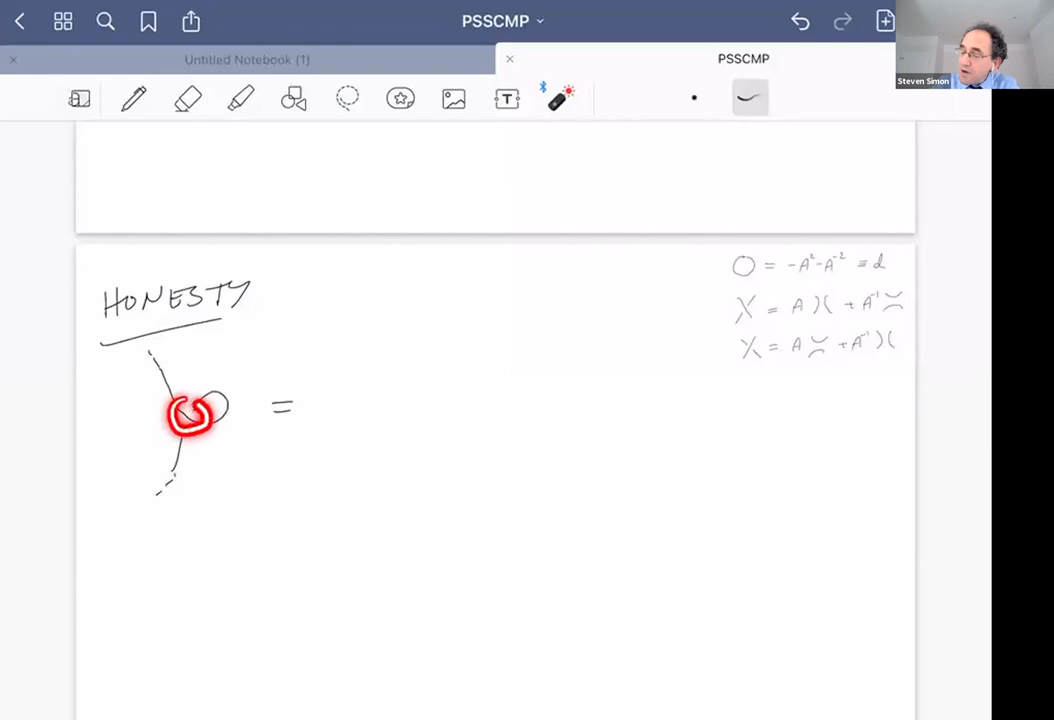 PSSCMP
Untitled Notebook (1)
PSSCMP
Steven Simon
T
HONESTY
=
O = -A² - A⁻² = d
X = A )( + A⁻¹ ≍
X = A ≍ + A⁻¹ )(